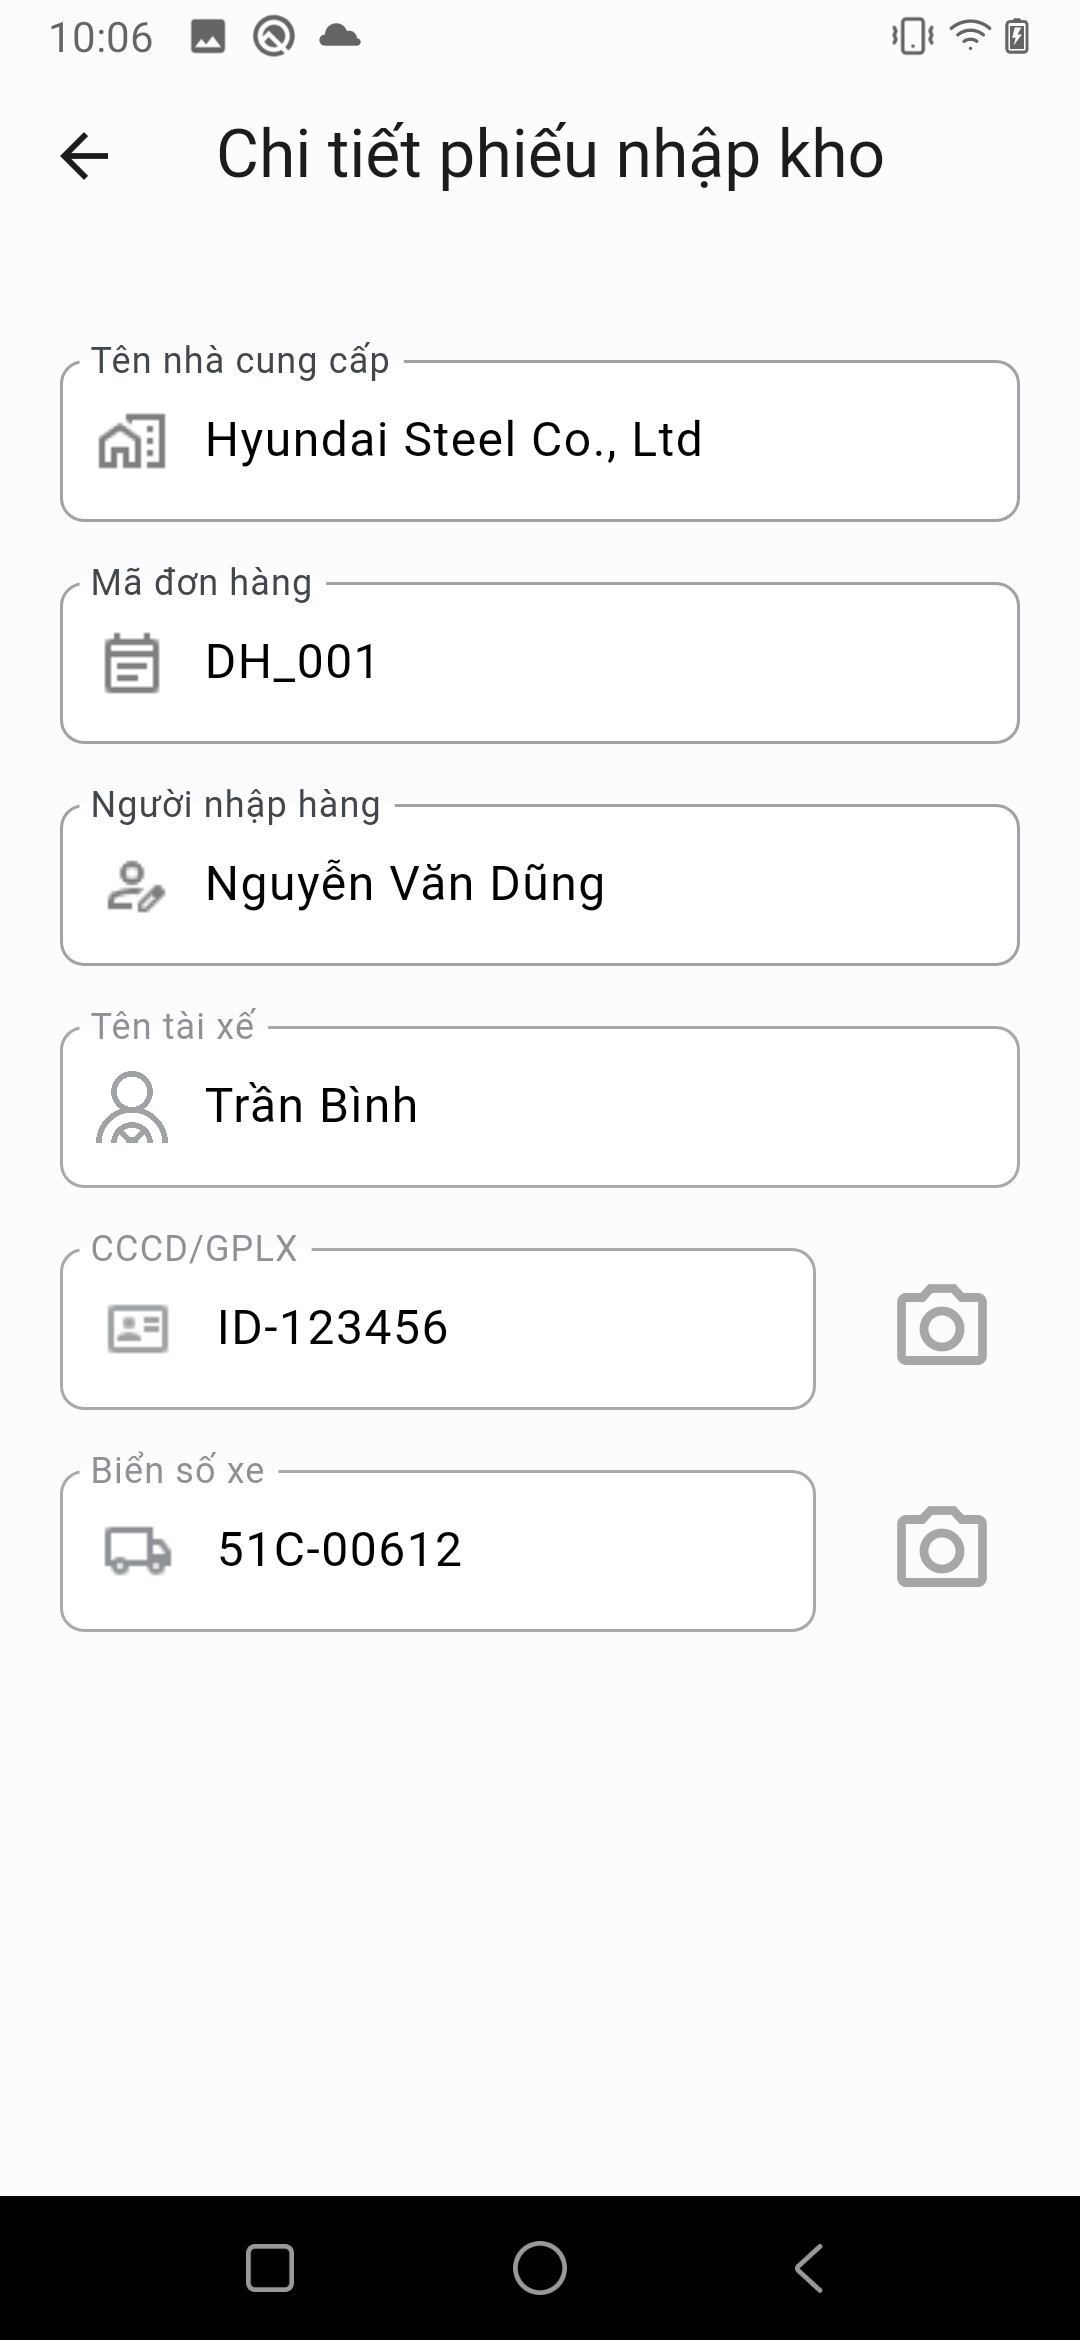 10:06
Chi tiết phiếu nhập kho
Tên nhà cung cấp
Hyundai Steel Co., Ltd
Mã đơn hàng
DH_001
Người nhập hàng
Nguyễn Văn Dũng
Tên tài xế
Trần Bình
CCCD/GPLX
ID-123456
Biển số xe
51C-00612